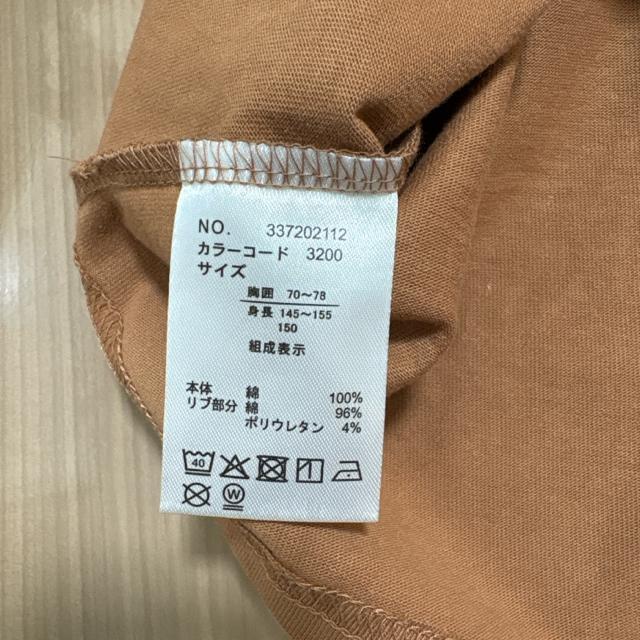 NO. 337202112
カラーコード 3200
サイズ
胸囲 70〜78
身長 145〜155
150
組成表示
本体 綿 100%
リブ部分 綿 96%
ポリウレタン 4%
40
W